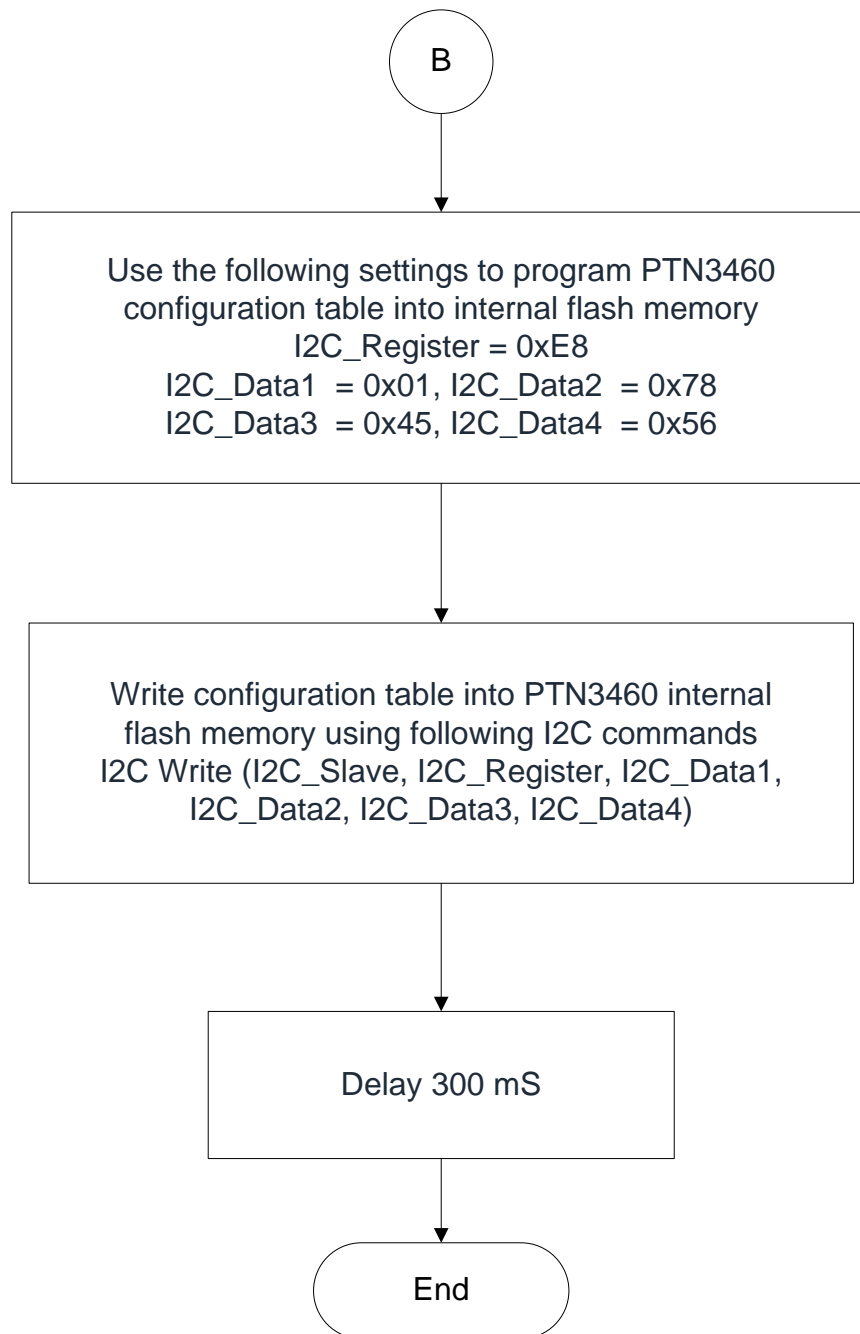 B
Use the following settings to program PTN3460
configuration table into internal flash memory
I2C_Register = 0xE8
I2C_Data1  = 0x01, I2C_Data2  = 0x78
I2C_Data3  = 0x45, I2C_Data4  = 0x56
Write configuration table into PTN3460 internal
flash memory using following I2C commands
I2C Write (I2C_Slave, I2C_Register, I2C_Data1,
I2C_Data2, I2C_Data3, I2C_Data4)
Delay 300 mS
End